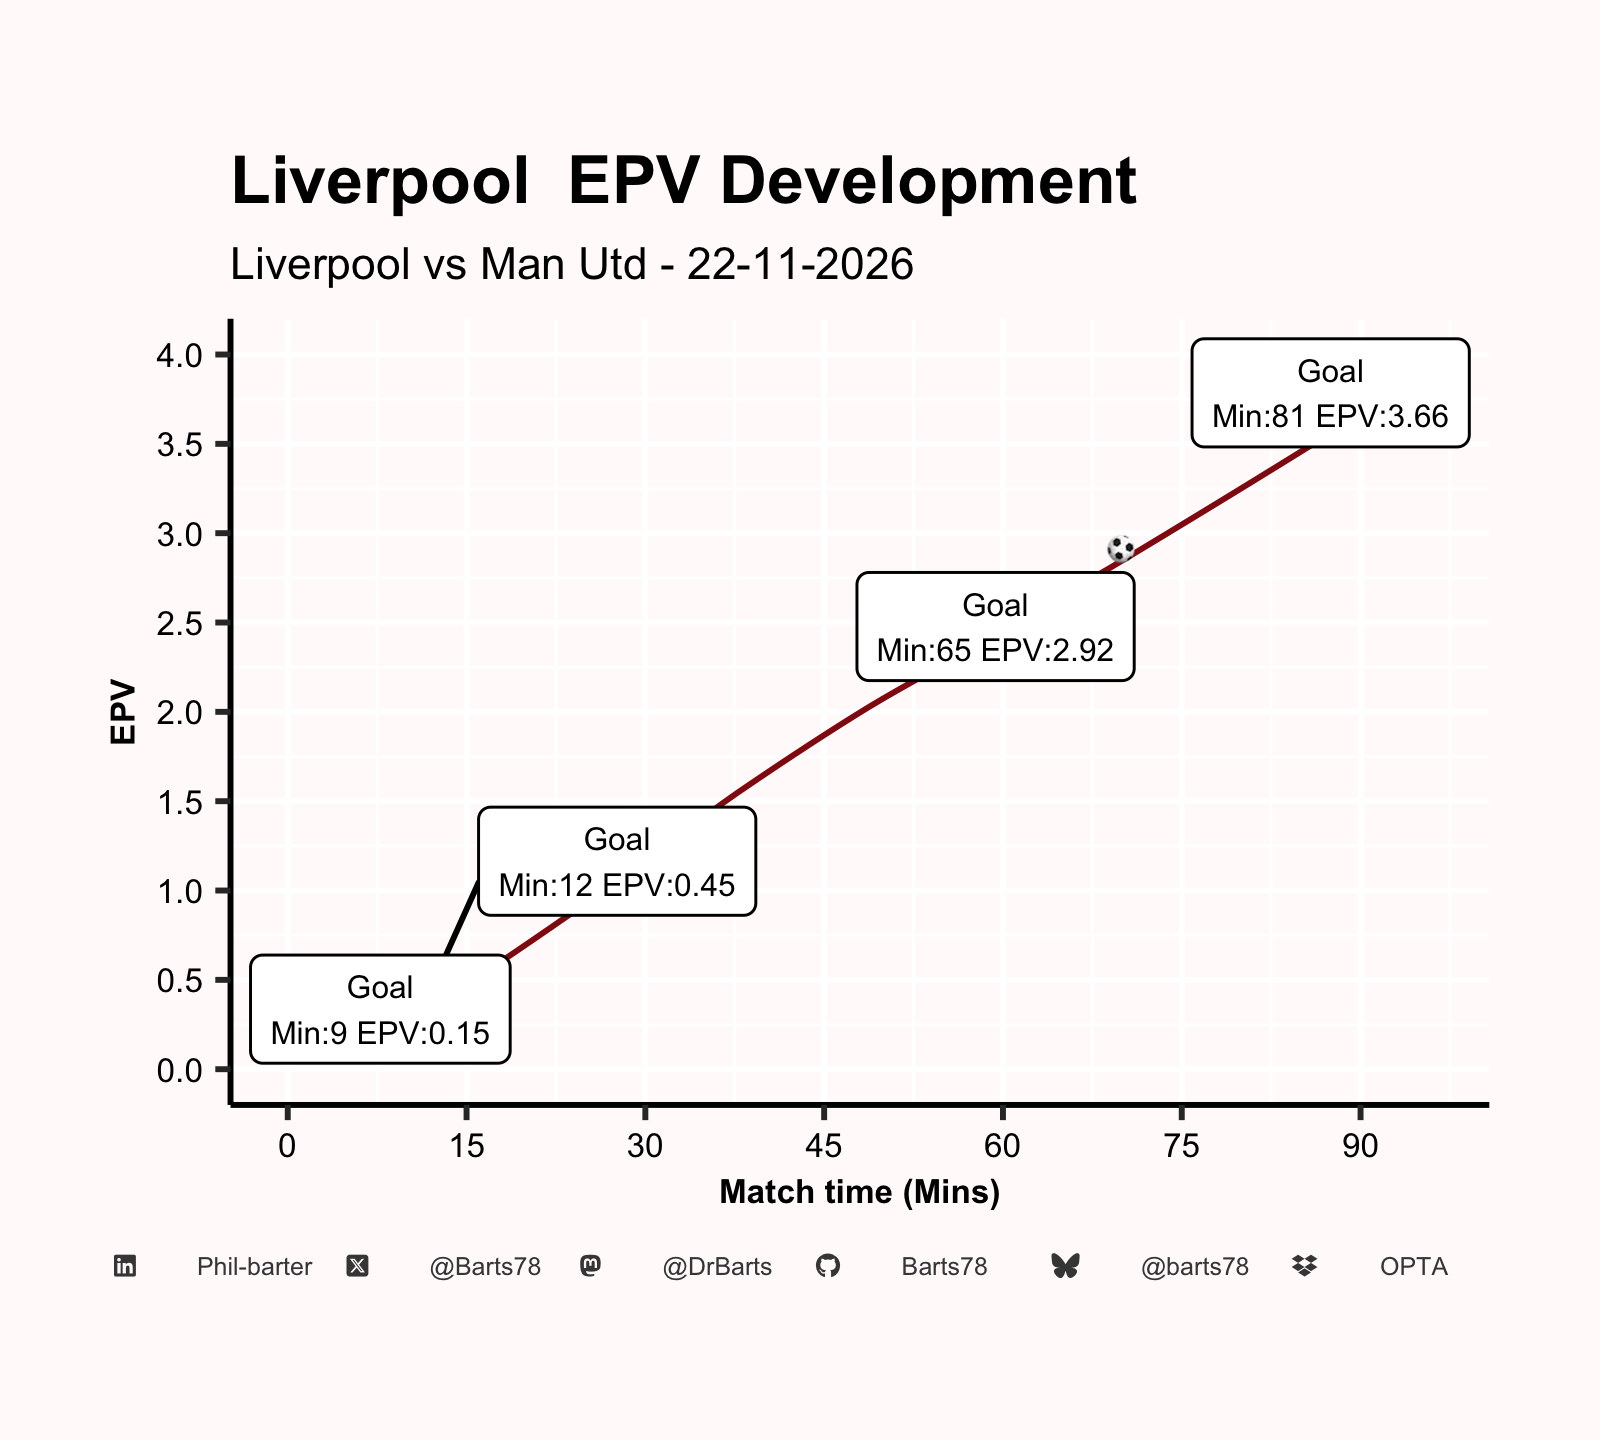 Liverpool  EPV Development
Liverpool vs Man Utd - 22-11-2026
4.0
3.5
3.0
2.5
2.0
1.5
1.0
0.5
0.0
EPV
Goal
Min:81 EPV:3.66
Goal
Min:65 EPV:2.92
Goal
Min:12 EPV:0.45
Goal
Min:9 EPV:0.15
0 15 30 45 60 75 90
Match time (Mins)
in Phil-barter X @Barts78 m @DrBarts Barts78 @barts78 OPTA